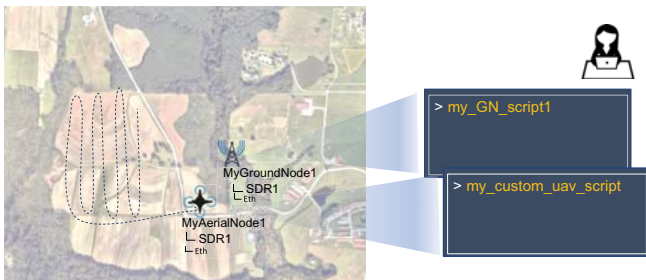 > my_GN_script1
MyGroundNode1
SDR1
Eth
> my_custom_uav_script
MyAerialNode1
SDR1
Eth